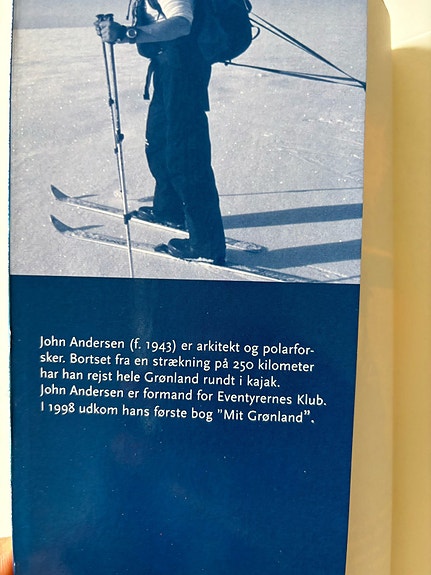 John Andersen (f. 1943) er arkitekt og polarfor-
sker. Bortset fra en strækning på 250 kilometer
har han rejst hele Grønland rundt i kajak.
John Andersen er formand for Eventyrernes Klub.
I 1998 udkom hans første bog "Mit Grønland”.